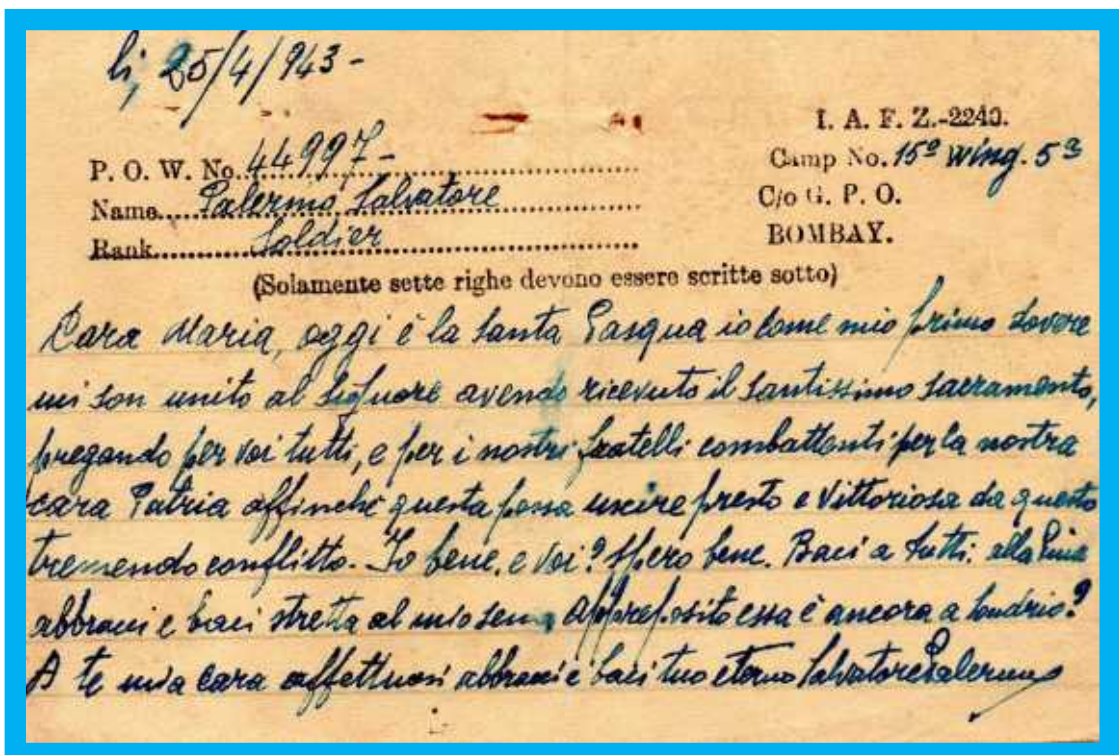 li, 25/4/943-
I. A. F. Z.-2240.
P. O. W. No. 44997-
Camp No. 15º Wing. 5º
Name Palermo, Salvatore
C/o G. P. O.
Rank Soldier
BOMBAY.
(Solamente sette righe devono essere scritte sotto)
Cara Maria, oggi è la Santa Pasqua io come mio primo dovere
mi son unito al Signore avendo ricevuto il santissimo sacramento,
pregando per voi tutti, e per i nostri fratelli combattenti per la nostra
cara Patria affinchè questa possa uscire presto e vittoriosa da questo
tremendo conflitto. Io bene, e voi? Spero bene. Baci a tutti. alla
abbracci e baci stretta al mio seno, appreposito essa è ancora a Sondrio?
A te mia cara affettuosi abbracci e baci tuo eterno Salvatore Palermo